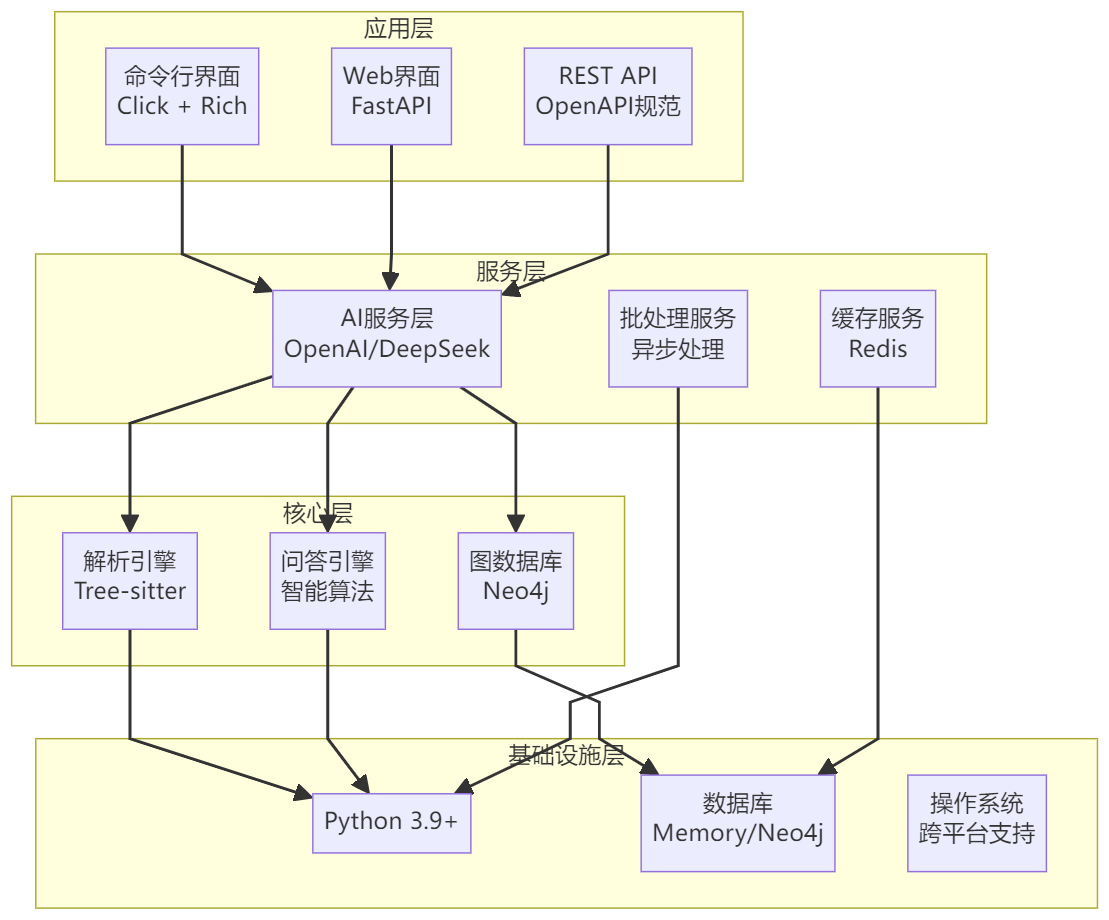 应用层
命令行界面
Click + Rich
Web界面
FastAPI
REST API
OpenAPI规范
服务层
AI服务层
OpenAI/DeepSeek
批处理服务
异步处理
缓存服务
Redis
核心层
解析引擎
Tree-sitter
问答引擎
智能算法
图数据库
Neo4j
基础设施层
Python 3.9+
数据库
Memory/Neo4j
操作系统
跨平台支持